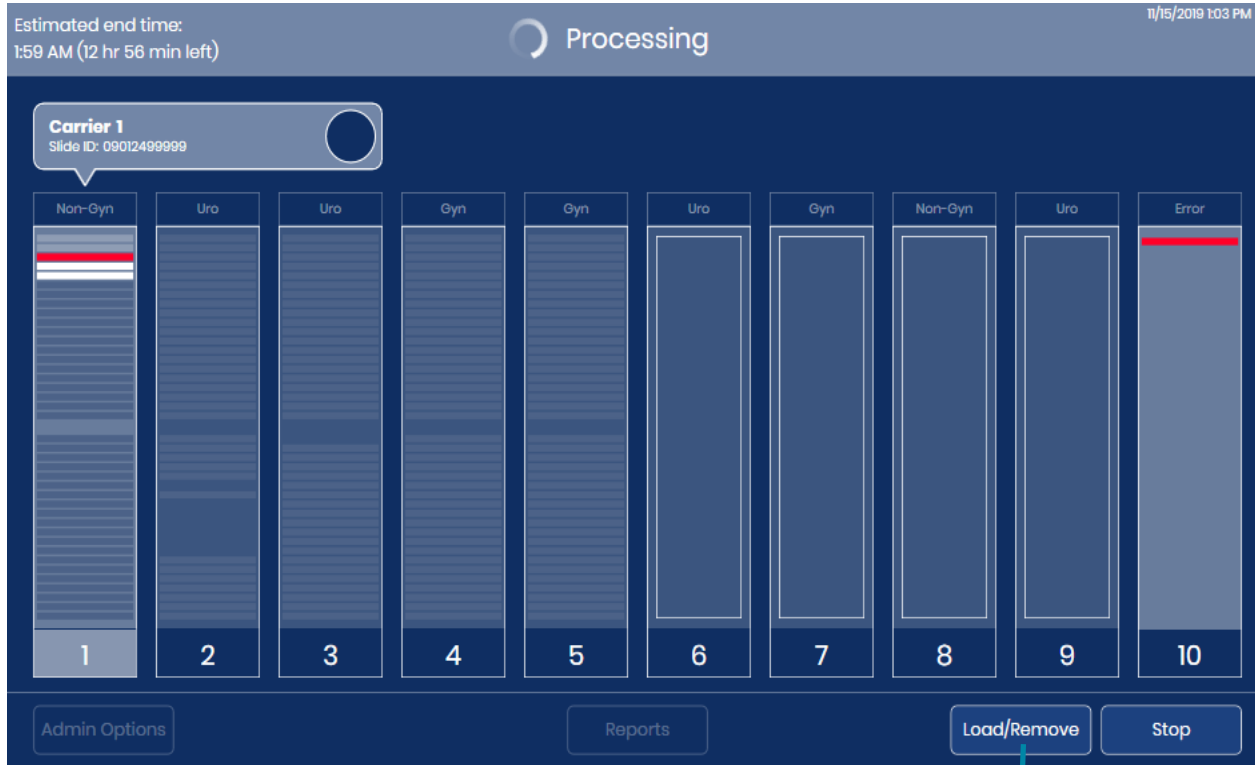 Estimated end time:
1:59 AM (12 hr 56 min left)
Processing
11/15/2019 1:03 PM
Carrier 1
Slide ID: 09012499999
Non-Gyn Uro Uro Gyn Gyn Uro Gyn Non-Gyn Uro Error
1 2 3 4 5 6 7 8 9 10
Admin Options Reports Load/Remove Stop